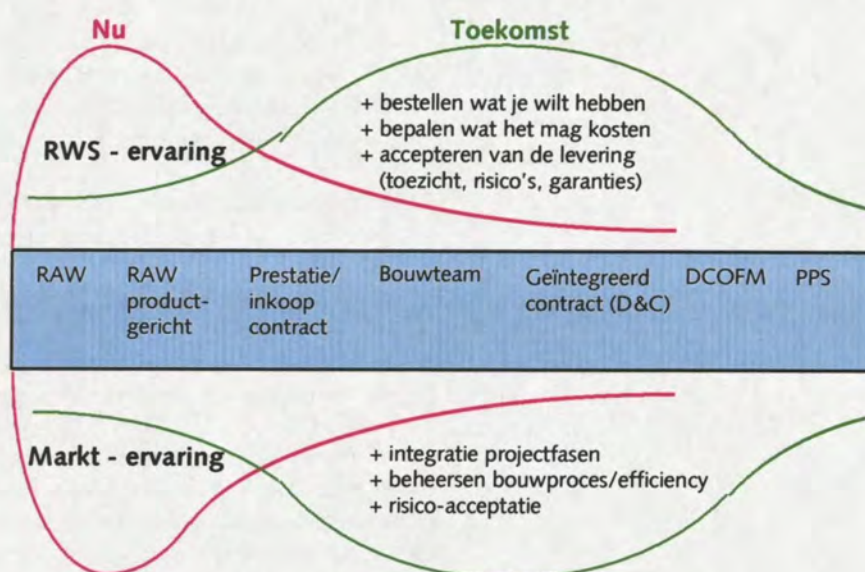 Nu
Toekomst
RWS - ervaring
+ bestellen wat je wilt hebben
+ bepalen wat het mag kosten
+ accepteren van de levering
(toezicht, risico's, garanties)
RAW
RAW
product-
gericht
Prestatie/
inkoop
contract
Bouwteam
Geïntegreerd
contract (D&C)
DCOFM
PPS
Markt - ervaring
+ integratie projectfasen
+ beheersen bouwproces/efficiency
+ risico-acceptatie